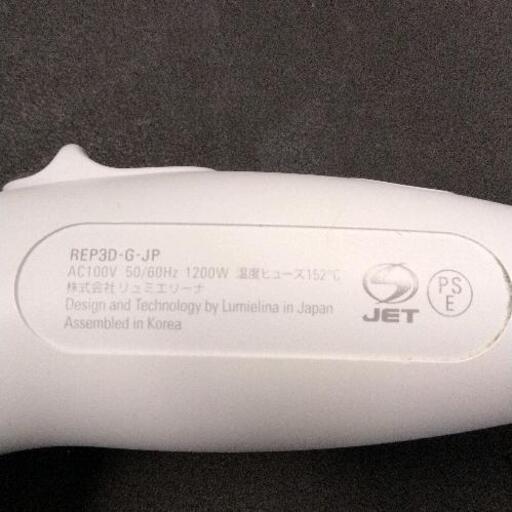 REP3D-G-JP
AC100V 50/60Hz 1200W 温度ヒューズ152℃
株式会社リュミエリーナ
Design and Technology by Lumielina in Japan
Assembled in Korea
S
JET
PS
E